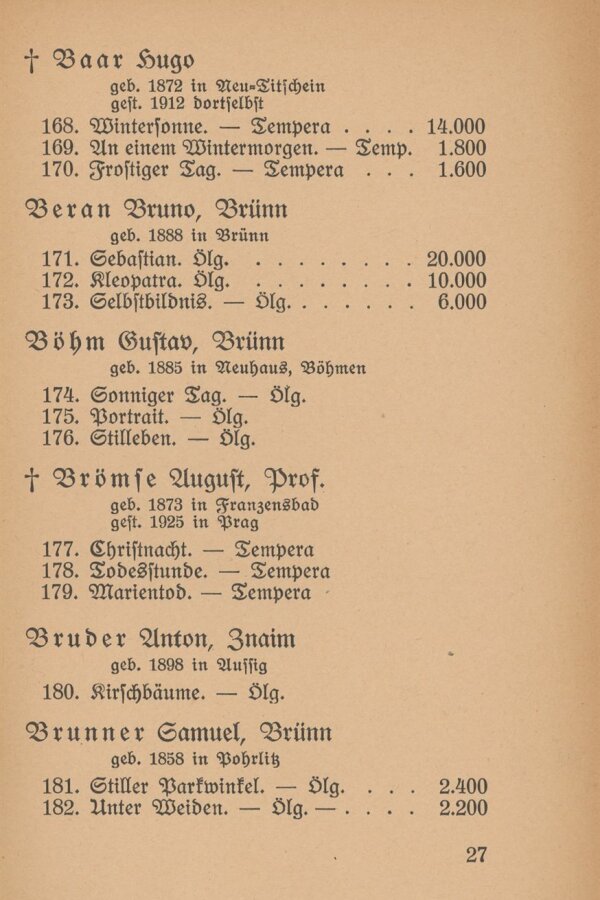 † Baar Hugo
geb. 1872 in Neu-Titschein
gest. 1912 dortselbst
168. Wintersonne. — Tempera . . . . 14.000
169. An einem Wintermorgen. — Temp. 1.800
170. Frostiger Tag. — Tempera . . . 1.600
Beran Bruno, Brünn
geb. 1888 in Brünn
171. Sebastian. Ölg. . . . . . . . . 20.000
172. Kleopatra. Ölg. . . . . . . . . 10.000
173. Selbstbildnis. — Ölg. . . . . . . 6.000
Böhm Gustav, Brünn
geb. 1885 in Neuhaus, Böhmen
174. Sonniger Tag. — Ölg.
175. Portrait. — Ölg.
176. Stilleben. — Ölg.
† Brömse August, Prof.
geb. 1873 in Franzensbad
gest. 1925 in Prag
177. Christnacht. — Tempera
178. Todesstunde. — Tempera
179. Marientod. — Tempera
Bruder Anton, Znaim
geb. 1898 in Aussig
180. Kirschbäume. — Ölg.
Brunner Samuel, Brünn
geb. 1858 in Pohrlitz
181. Stiller Parkwinkel. — Ölg. . . . 2.400
182. Unter Weiden. — Ölg. — . . . . 2.200
27